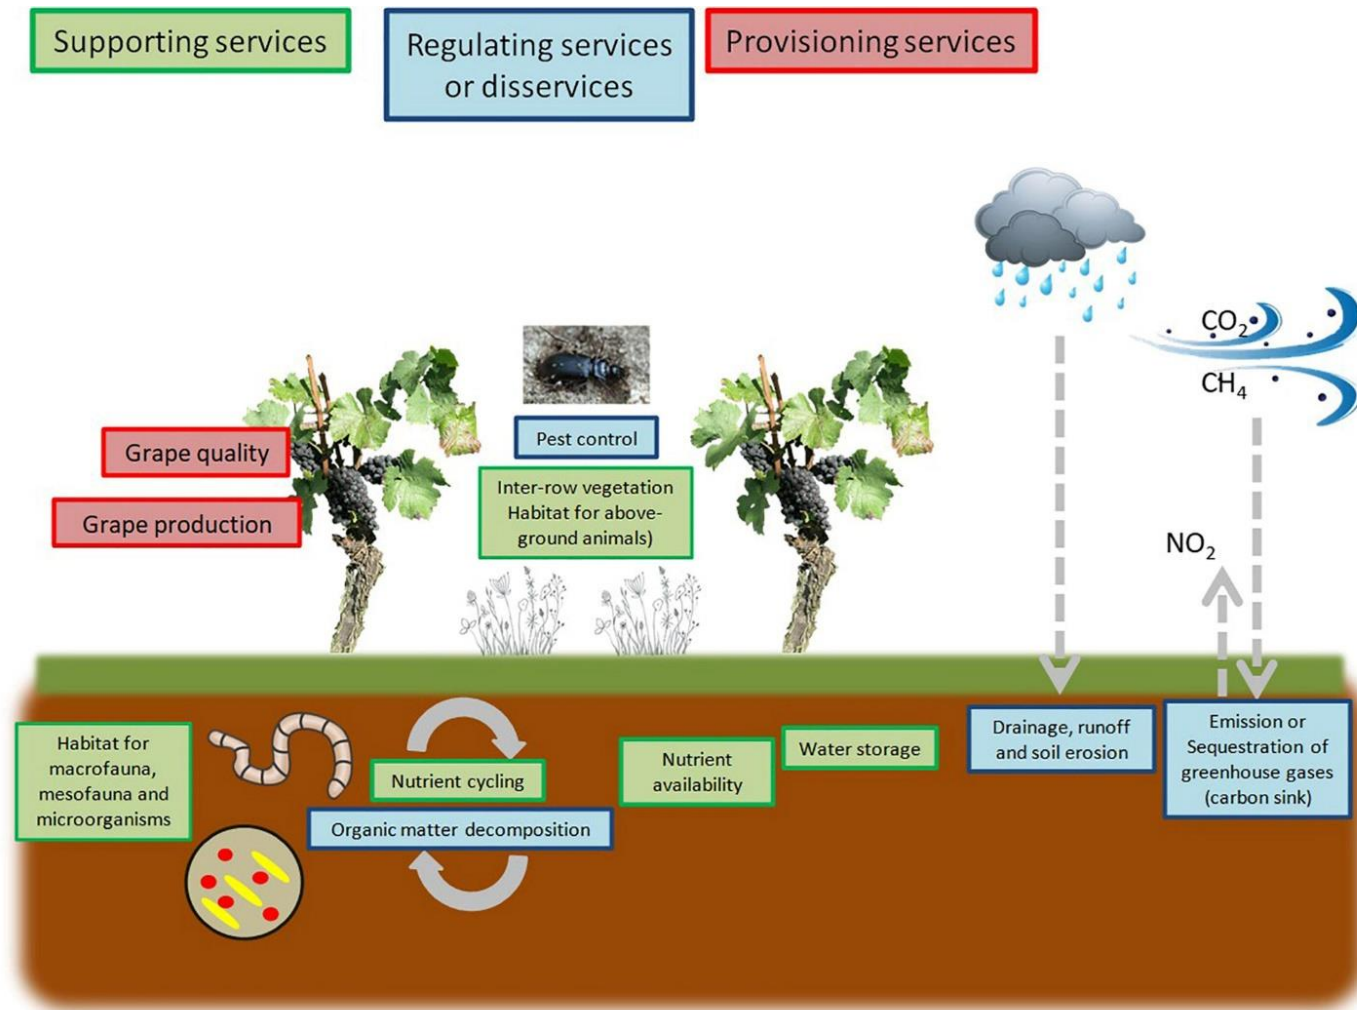 Supporting services
Regulating services
or disservices
Provisioning services
CO₂
CH₄
Pest control
Grape quality
Inter-row vegetation
Habitat for above-
ground animals)
Grape production
NO₂
Habitat for
macrofauna,
mesofauna and
microorganisms
Nutrient cycling
Organic matter decomposition
Nutrient
availability
Water storage
Drainage, runoff
and soil erosion
Emission or
Sequestration of
greenhouse gases
(carbon sink)